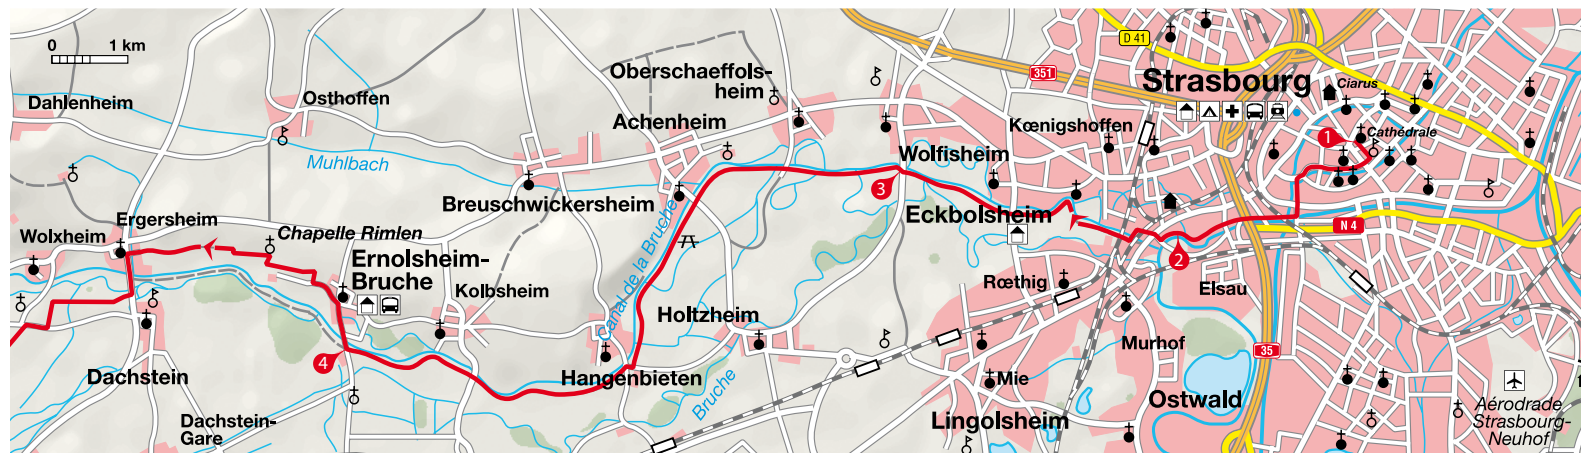 0 1 km
D 41
351
Strasbourg
Ciarus
Oberschaeffols-
heim
Osthoffen
Dahlenheim
Achenheim
Kœnigshoffen
1
Cathédrale
Muhlbach
Wolfisheim
3
Breuschwickersheim
Eckbolsheim
Ergersheim
N 4
Wolxheim
Chapelle Rimlen
Canal de la Bruche
Ernolsheim-
Bruche
2
Rœthig
Elsau
Kolbsheim
Holtzheim
Murhof
35
4
Dachstein
Hangenbieten
Mie
Bruche
Ostwald
Lingolsheim
Dachstein-
Gare
Aérodrade
Strasbourg-
Neuhof